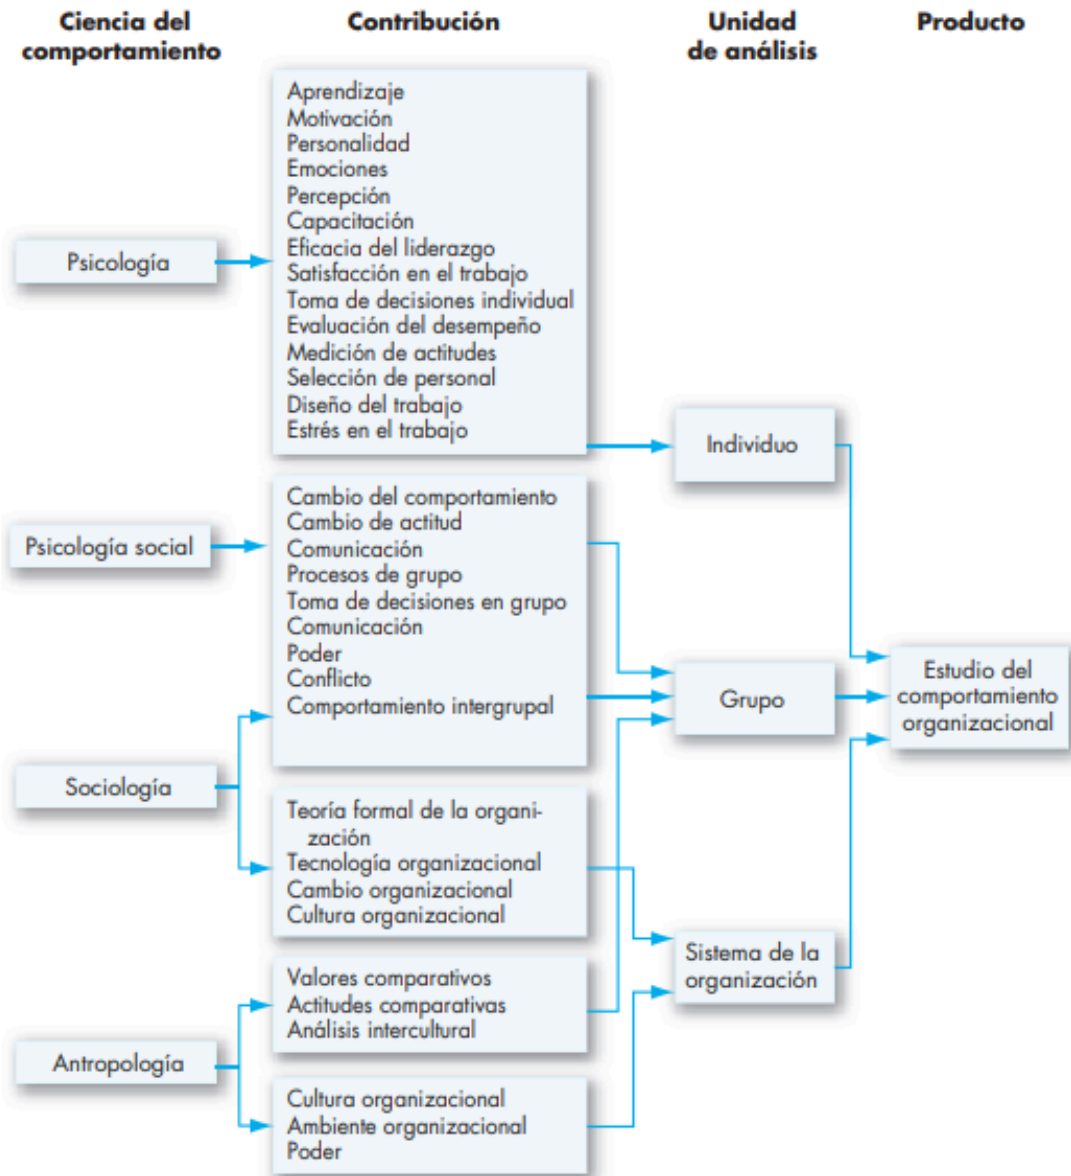 Ciencia del
comportamiento
Contribución
Unidad
de análisis
Producto
Psicología
Aprendizaje
Motivación
Personalidad
Emociones
Percepción
Capacitación
Eficacia del liderazgo
Satisfacción en el trabajo
Toma de decisiones individual
Evaluación del desempeño
Medición de actitudes
Selección de personal
Diseño del trabajo
Estrés en el trabajo
Individuo
Psicología social
Cambio del comportamiento
Cambio de actitud
Comunicación
Procesos de grupo
Toma de decisiones en grupo
Comunicación
Poder
Conflicto
Comportamiento intergrupal
Grupo
Estudio del
comportamiento
organizacional
Sociología
Teoría formal de la organi-
zación
Tecnología organizacional
Cambio organizacional
Cultura organizacional
Sistema de la
organización
Antropología
Valores comparativos
Actitudes comparativas
Análisis intercultural
Cultura organizacional
Ambiente organizacional
Poder